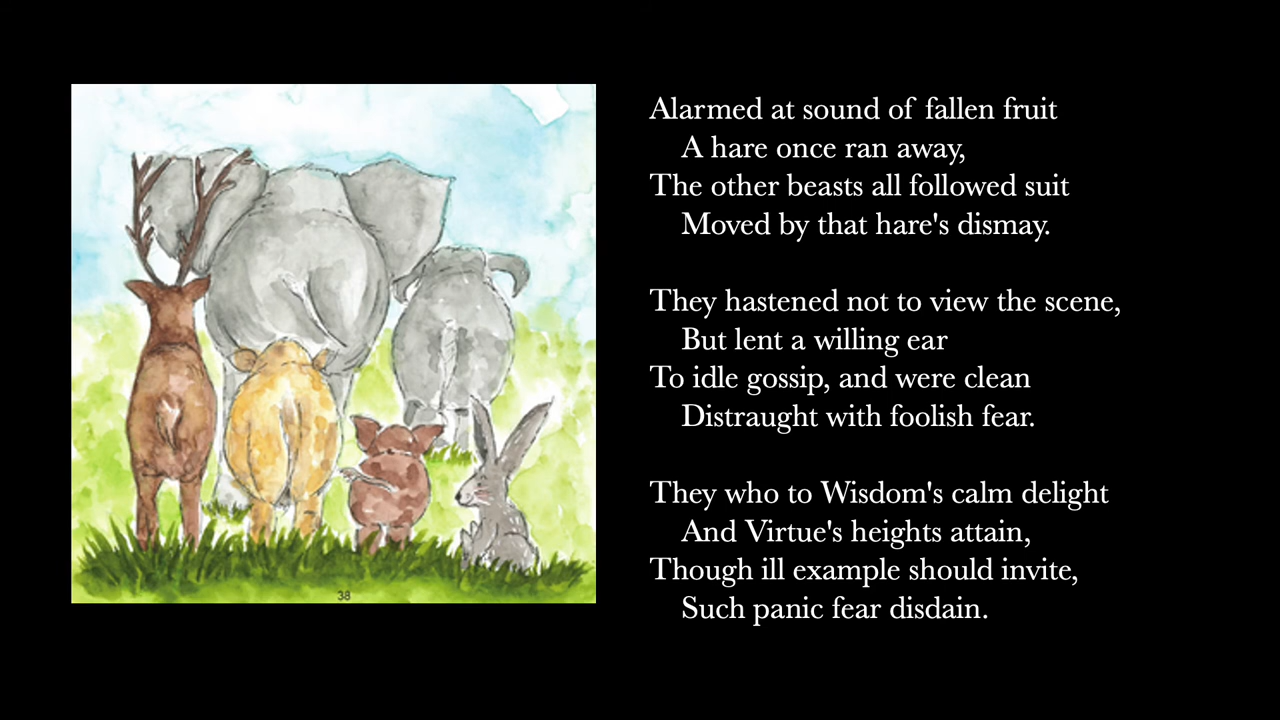 Alarmed at sound of fallen fruit
A hare once ran away,
The other beasts all followed suit
Moved by that hare's dismay.
They hastened not to view the scene,
But lent a willing ear
To idle gossip, and were clean
Distraught with foolish fear.
They who to Wisdom's calm delight
And Virtue's heights attain,
Though ill example should invite,
Such panic fear disdain.
38